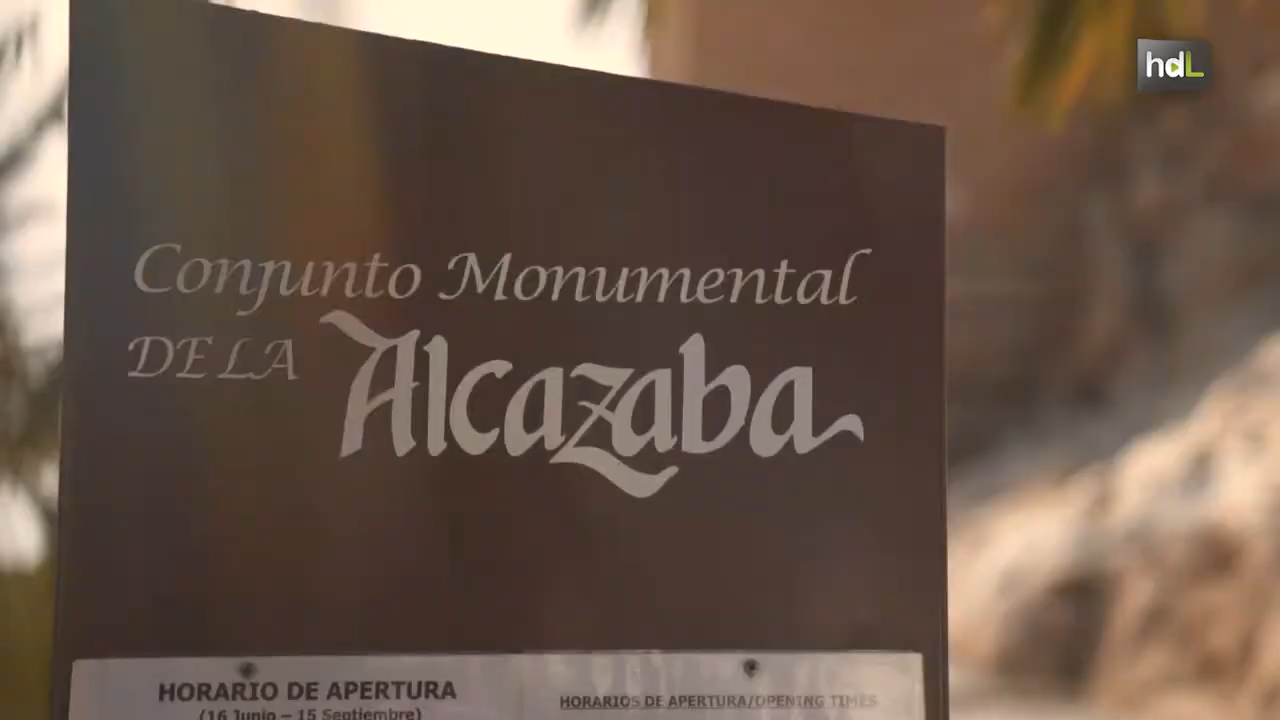 hdL
Conjunto Monumental
DE LA Alcazaba
HORARIO DE APERTURA
(16 Junio – 15 Septiembre)
HORARIOS DE APERTURA/OPENING TIMES